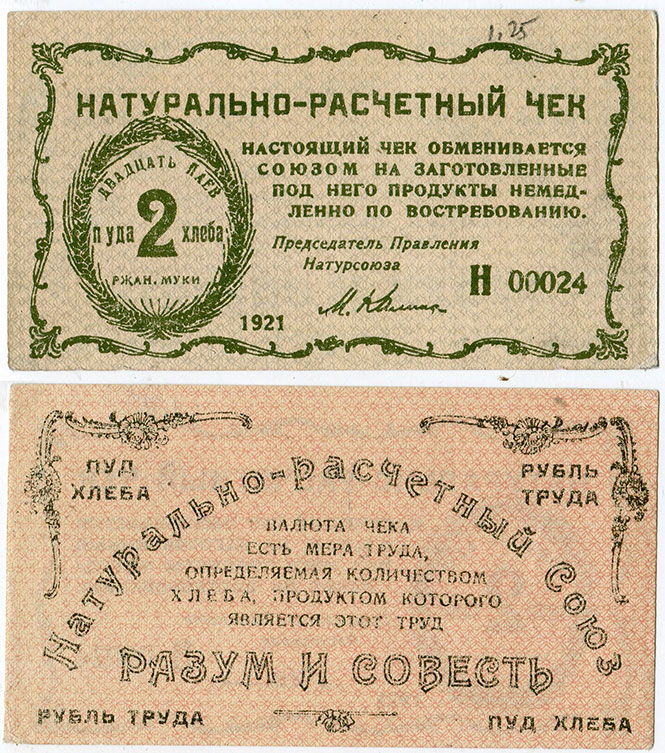 1,25
НАТУРАЛЬНО-РАСЧЕТНЫЙ ЧЕК
ДВАДЦАТЬ ПАЕВ
2
пуда хлеба
РЖАН. МУКИ
НАСТОЯЩИЙ ЧЕК ОБМЕНИВАЕТСЯ
СОЮЗОМ НА ЗАГОТОВЛЕННЫЕ
ПОД НЕГО ПРОДУКТЫ НЕМЕД-
ЛЕННО ПО ВОСТРЕБОВАНИЮ.
Председатель Правления
Натурсоюза
Н 00024
1921
ПУД
ХЛЕБА
РУБЛЬ
ТРУДА
Натурально-расчетный Союз
ВАЛЮТА ЧЕКА
ЕСТЬ МЕРА ТРУДА,
ОПРЕДЕЛЯЕМАЯ КОЛИЧЕСТВОМ
ХЛЕБА, ПРОДУКТОМ КОТОРОГО
ЯВЛЯЕТСЯ ЭТОТ ТРУД
РАЗУМ И СОВЕСТЬ
РУБЛЬ ТРУДА
ПУД ХЛЕБА